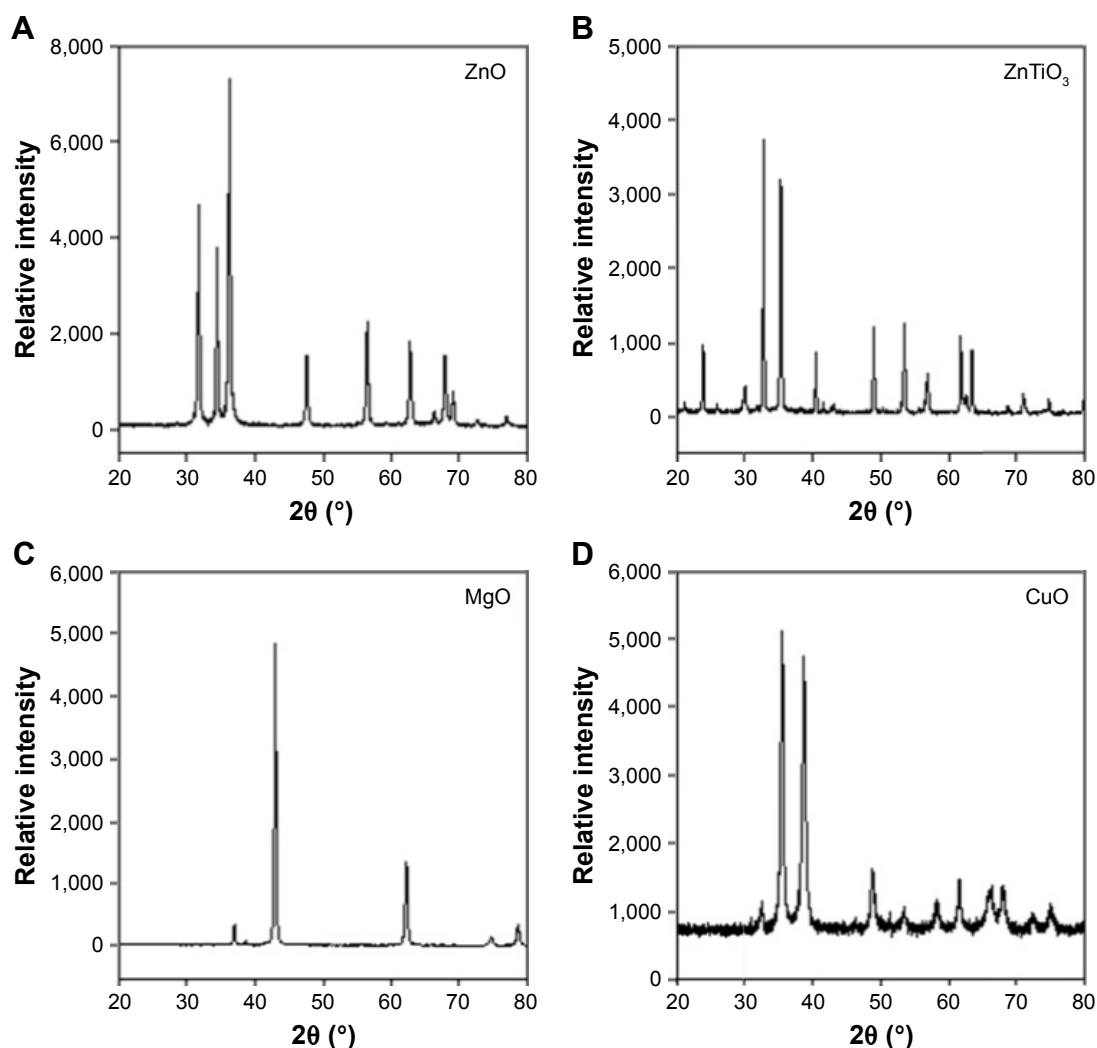 A
ZnO
Relative intensity
8,000
6,000
4,000
2,000
0
20 30 40 50 60 70 80
2θ (°)
B
ZnTiO3
Relative intensity
5,000
4,000
3,000
2,000
1,000
0
20 30 40 50 60 70 80
2θ (°)
C
MgO
Relative intensity
6,000
5,000
4,000
3,000
2,000
1,000
0
20 30 40 50 60 70 80
2θ (°)
D
CuO
Relative intensity
6,000
5,000
4,000
3,000
2,000
1,000
0
20 30 40 50 60 70 80
2θ (°)